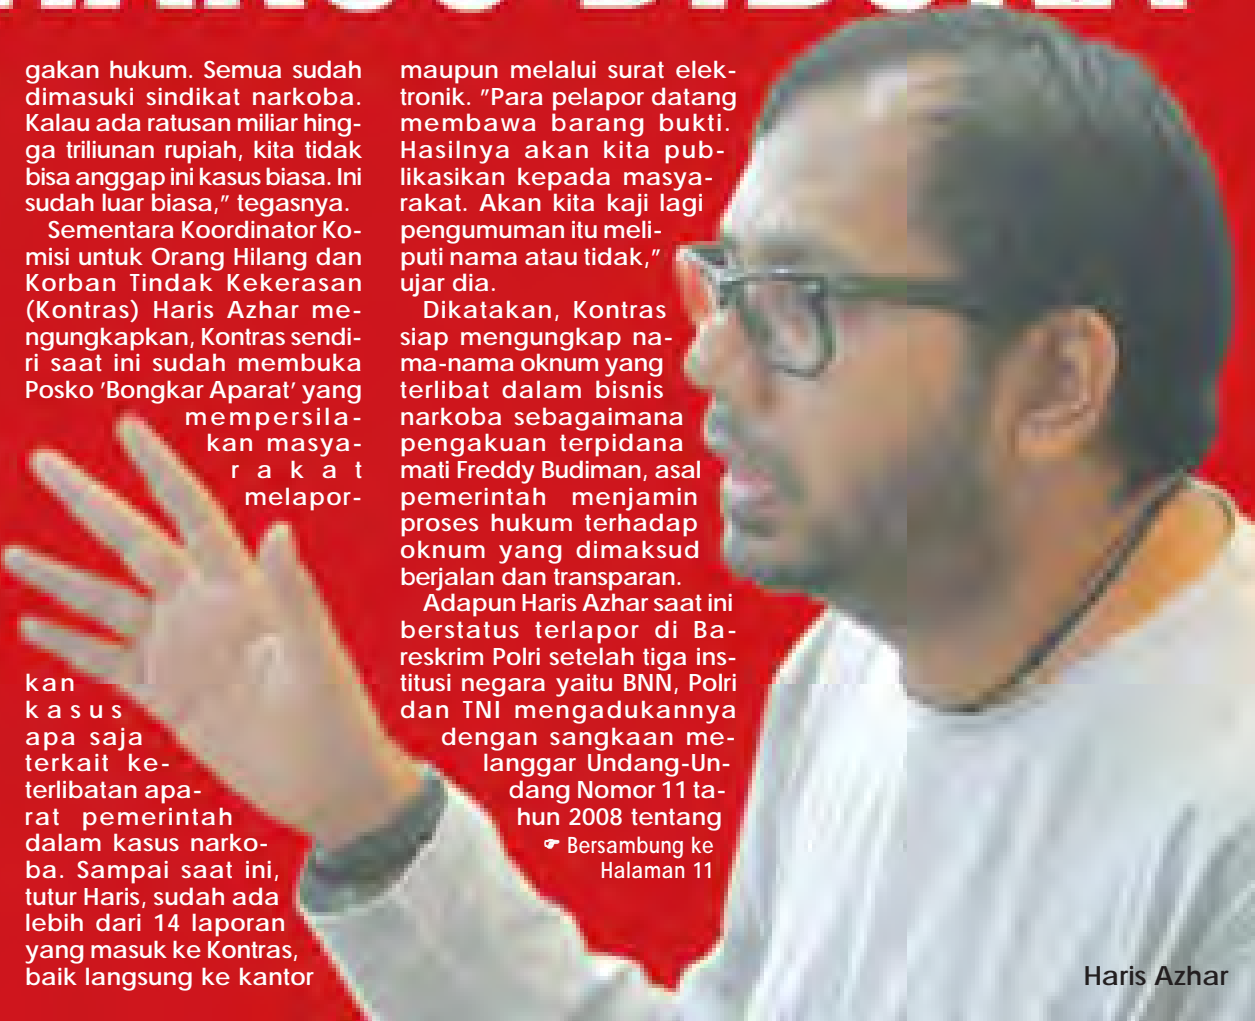 gakan hukum. Semua sudah
dimasuki sindikat narkoba.
Kalau ada ratusan miliar hing-
ga triliunan rupiah, kita tidak
bisa anggap ini kasus biasa. Ini
sudah luar biasa,” tegasnya.
Sementara Koordinator Ko-
misi untuk Orang Hilang dan
Korban Tindak Kekerasan
(Kontras) Haris Azhar me-
ngungkapkan, Kontras sendi-
ri saat ini sudah membuka
Posko ’Bongkar Aparat’ yang
mempersila-
kan masya-
rakat
melapor-
kan
kasus
apa saja
terkait ke-
terlibatan apa-
rat pemerintah
dalam kasus narko-
ba. Sampai saat ini,
tutur Haris, sudah ada
lebih dari 14 laporan
yang masuk ke Kontras,
baik langsung ke kantor
maupun melalui surat elek-
tronik. ”Para pelapor datang
membawa barang bukti.
Hasilnya akan kita pub-
likasikan kepada masya-
rakat. Akan kita kaji lagi
pengumuman itu meli-
puti nama atau tidak,”
ujar dia.
Dikatakan, Kontras
siap mengungkap na-
ma-nama oknum yang
terlibat dalam bisnis
narkoba sebagaimana
pengakuan terpidana
mati Freddy Budiman, asal
pemerintah menjamin
proses hukum terhadap
oknum yang dimaksud
berjalan dan transparan.
Adapun Haris Azhar saat ini
berstatus terlapor di Ba-
reskrim Polri setelah tiga ins-
titusi negara yaitu BNN, Polri
dan TNI mengadukannya
dengan sangkaan me-
langgar Undang-Un-
dang Nomor 11 ta-
hun 2008 tentang
☞ Bersambung ke
Halaman 11
Haris Azhar